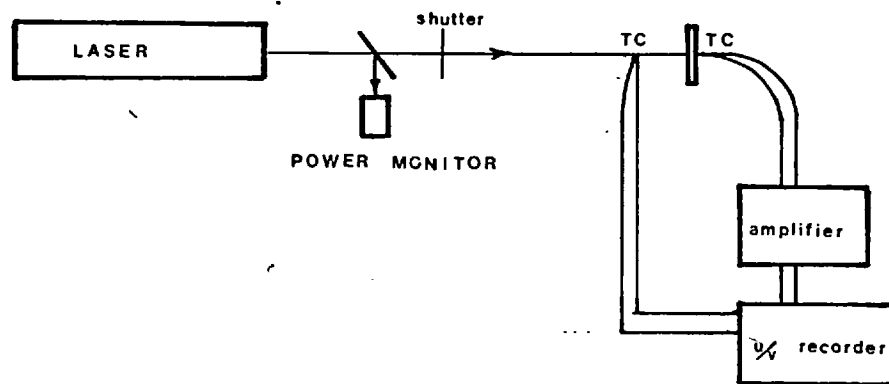 shutter
LASER
TC
TC
POWER MONITOR
amplifier
u/v recorder